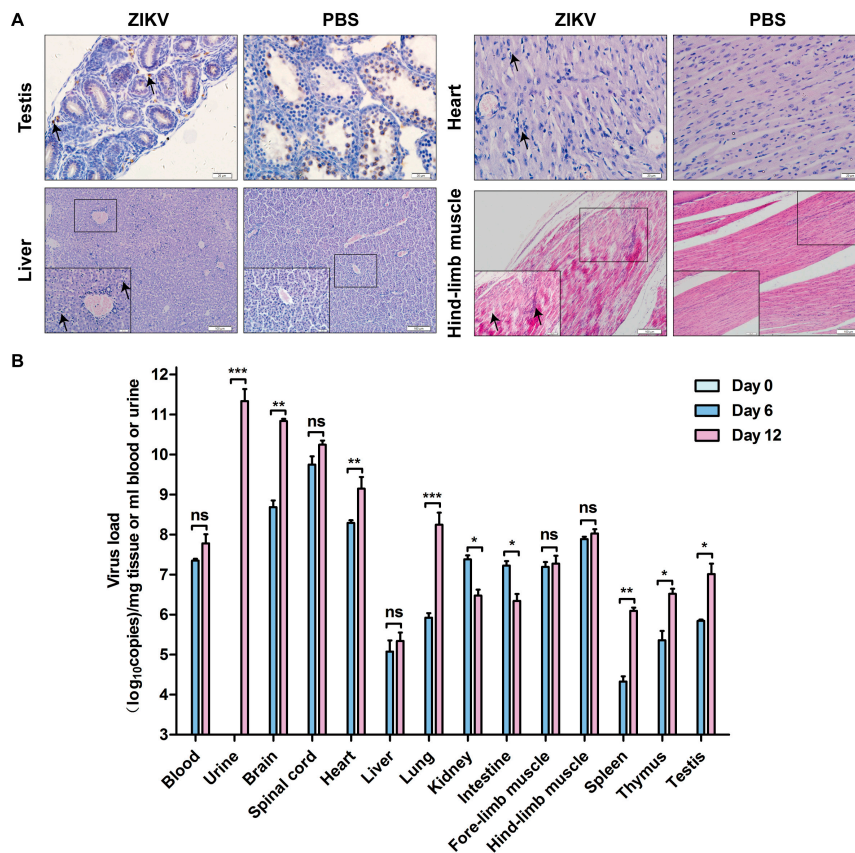 A
ZIKV
PBS
ZIKV
PBS
Testis
Heart
Liver
Hind-limb muscle
B
Virus load
(log10copies)/mg tissue or ml blood or urine
12
11
10
9
8
7
6
5
4
3
Day 0
Day 6
Day 12
ns
***
**
ns
**
ns
***
*
*
ns
ns
**
*
*
Blood
Urine
Brain
Spinal cord
Heart
Liver
Lung
Kidney
Intestine
Fore-limb muscle
Hind-limb muscle
Spleen
Thymus
Testis